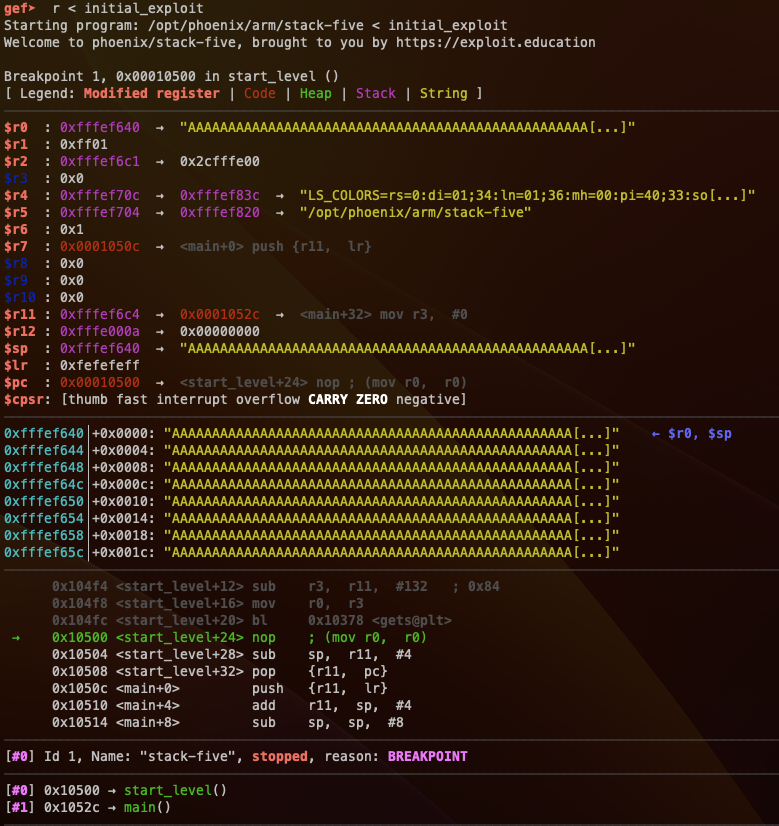 gef➤  r < initial_exploit
Starting program: /opt/phoenix/arm/stack-five < initial_exploit
Welcome to phoenix/stack-five, brought to you by https://exploit.education

Breakpoint 1, 0x00010500 in start_level ()
[ Legend: Modified register | Code | Heap | Stack | String ]
$r0  : 0xfffef640  →  "AAAAAAAAAAAAAAAAAAAAAAAAAAAAAAAAAAAAAAAAAAAAAAAAAA[...]"
$r1  : 0xff01
$r2  : 0xfffef6c1  →  0x2cfffe00
$r3  : 0x0
$r4  : 0xfffef70c  →  0xfffef83c  →  "LS_COLORS=rs=0:di=01;34:ln=01;36:mh=00:pi=40;33:so[...]"
$r5  : 0xfffef704  →  0xfffef820  →  "/opt/phoenix/arm/stack-five"
$r6  : 0x1
$r7  : 0x0001050c  →  <main+0> push {r11,  lr}
$r8  : 0x0
$r9  : 0x0
$r10 : 0x0
$r11 : 0xfffef6c4  →  0x0001052c  →  <main+32> mov r3,  #0
$r12 : 0xfffe000a  →  0x00000000
$sp  : 0xfffef640  →  "AAAAAAAAAAAAAAAAAAAAAAAAAAAAAAAAAAAAAAAAAAAAAAAAAA[...]"
$lr  : 0xfefefeff
$pc  : 0x00010500  →  <start_level+24> nop ; (mov r0,  r0)
$cpsr: [thumb fast interrupt overflow CARRY ZERO negative]
0xfffef640│+0x0000: "AAAAAAAAAAAAAAAAAAAAAAAAAAAAAAAAAAAAAAAAAAAAAAAAAA[...]"    ← $r0, $sp
0xfffef644│+0x0004: "AAAAAAAAAAAAAAAAAAAAAAAAAAAAAAAAAAAAAAAAAAAAAAAAAA[...]"
0xfffef648│+0x0008: "AAAAAAAAAAAAAAAAAAAAAAAAAAAAAAAAAAAAAAAAAAAAAAAAAA[...]"
0xfffef64c│+0x000c: "AAAAAAAAAAAAAAAAAAAAAAAAAAAAAAAAAAAAAAAAAAAAAAAAAA[...]"
0xfffef650│+0x0010: "AAAAAAAAAAAAAAAAAAAAAAAAAAAAAAAAAAAAAAAAAAAAAAAAAA[...]"
0xfffef654│+0x0014: "AAAAAAAAAAAAAAAAAAAAAAAAAAAAAAAAAAAAAAAAAAAAAAAAAA[...]"
0xfffef658│+0x0018: "AAAAAAAAAAAAAAAAAAAAAAAAAAAAAAAAAAAAAAAAAAAAAAAAAA[...]"
0xfffef65c│+0x001c: "AAAAAAAAAAAAAAAAAAAAAAAAAAAAAAAAAAAAAAAAAAAAAAAAAA[...]"
      0x104f4 <start_level+12> sub    r3,  r11,  #132   ; 0x84
      0x104f8 <start_level+16> mov    r0,  r3
      0x104fc <start_level+20> bl     0x10378 <gets@plt>
 →    0x10500 <start_level+24> nop    ; (mov r0,  r0)
      0x10504 <start_level+28> sub    sp,  r11,  #4
      0x10508 <start_level+32> pop    {r11,  pc}
      0x1050c <main+0>         push   {r11,  lr}
      0x10510 <main+4>         add    r11,  sp,  #4
      0x10514 <main+8>         sub    sp,  sp,  #8
[#0] Id 1, Name: "stack-five", stopped, reason: BREAKPOINT
[#0] 0x10500 → start_level()
[#1] 0x1052c → main()